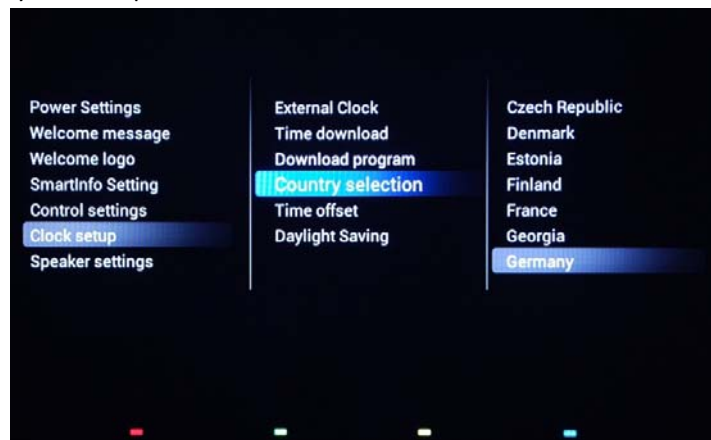 Power Settings
Welcome message
Welcome logo
SmartInfo Setting
Control settings
Clock setup
Speaker settings
External Clock
Time download
Download program
Country selection
Time offset
Daylight Saving
Czech Republic
Denmark
Estonia
Finland
France
Georgia
Germany